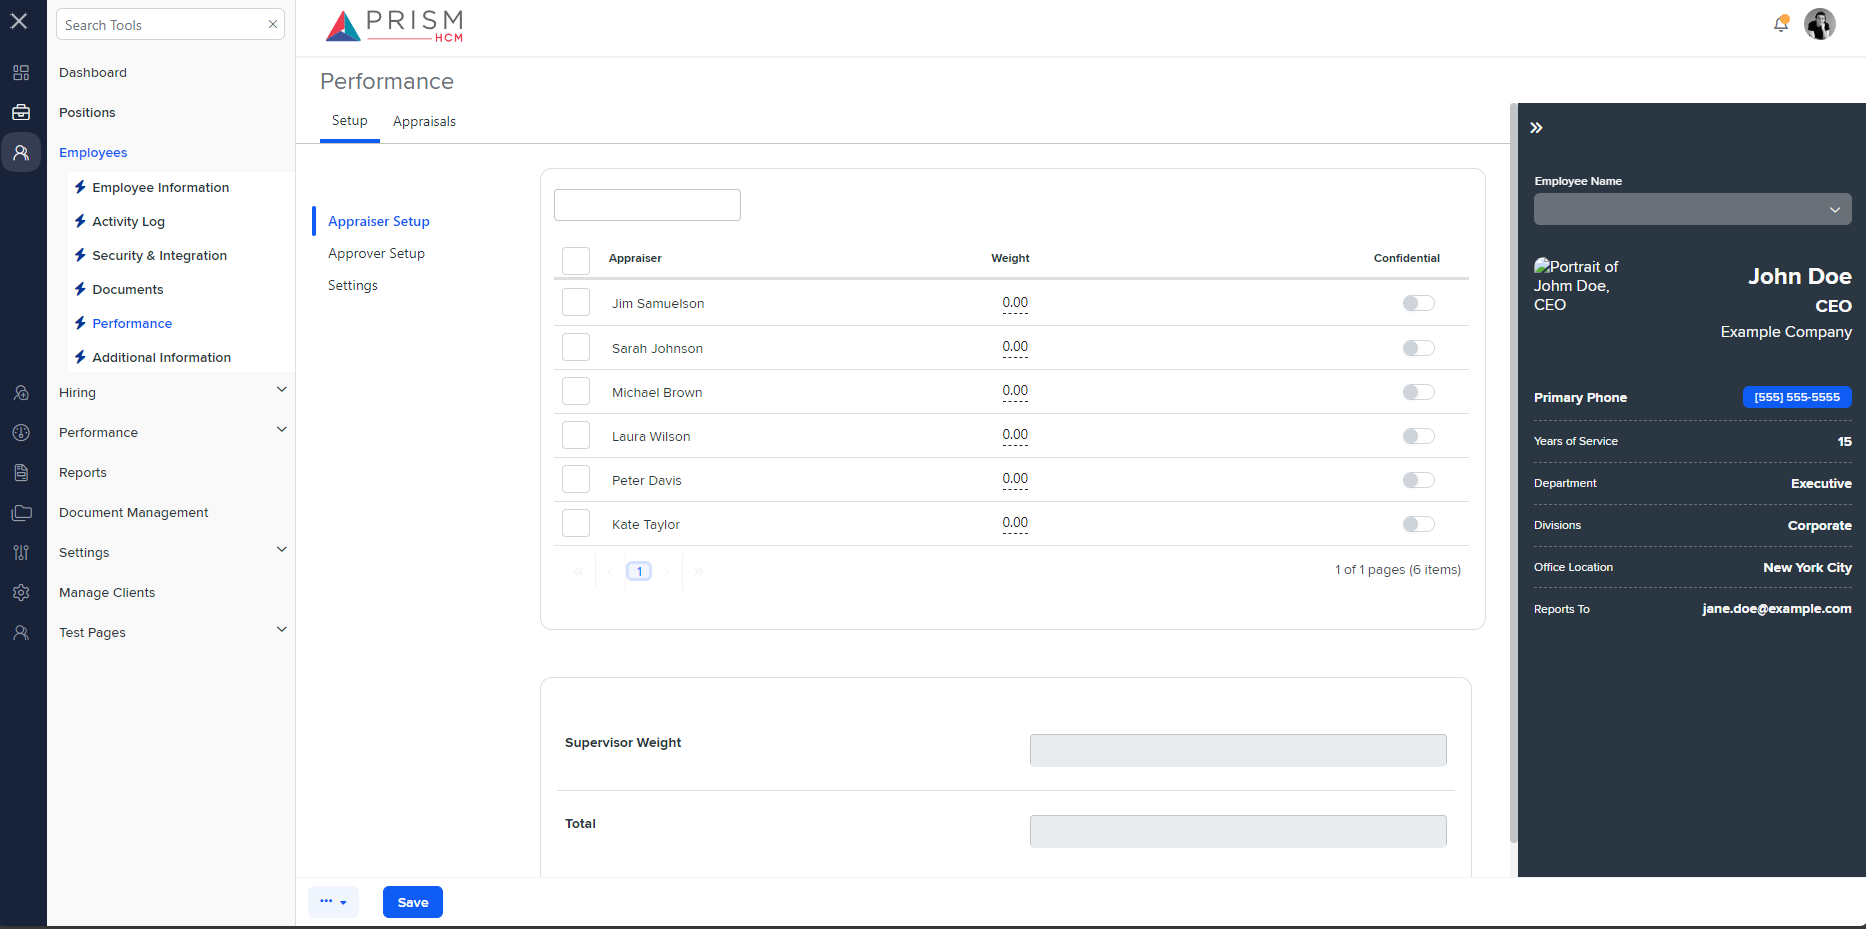 Search Tools
Dashboard
Positions
Employees
Employee Information
Activity Log
Security & Integration
Documents
Performance
Additional Information
Hiring
Performance
Reports
Document Management
Settings
Manage Clients
Test Pages
PRISM
HCM
Performance
Setup Appraisals
Appraiser Setup
Approver Setup
Settings
Appraiser Weight Confidential
Jim Samuelson 0.00
Sarah Johnson 0.00
Michael Brown 0.00
Laura Wilson 0.00
Peter Davis 0.00
Kate Taylor 0.00
1 1 of 1 pages (6 items)
Supervisor Weight
Total
... Save
Employee Name
Portrait of
Johm Doe,
CEO
John Doe
CEO
Example Company
Primary Phone [555] 555-5555
Years of Service 15
Department Executive
Divisions Corporate
Office Location New York City
Reports To jane.doe@example.com